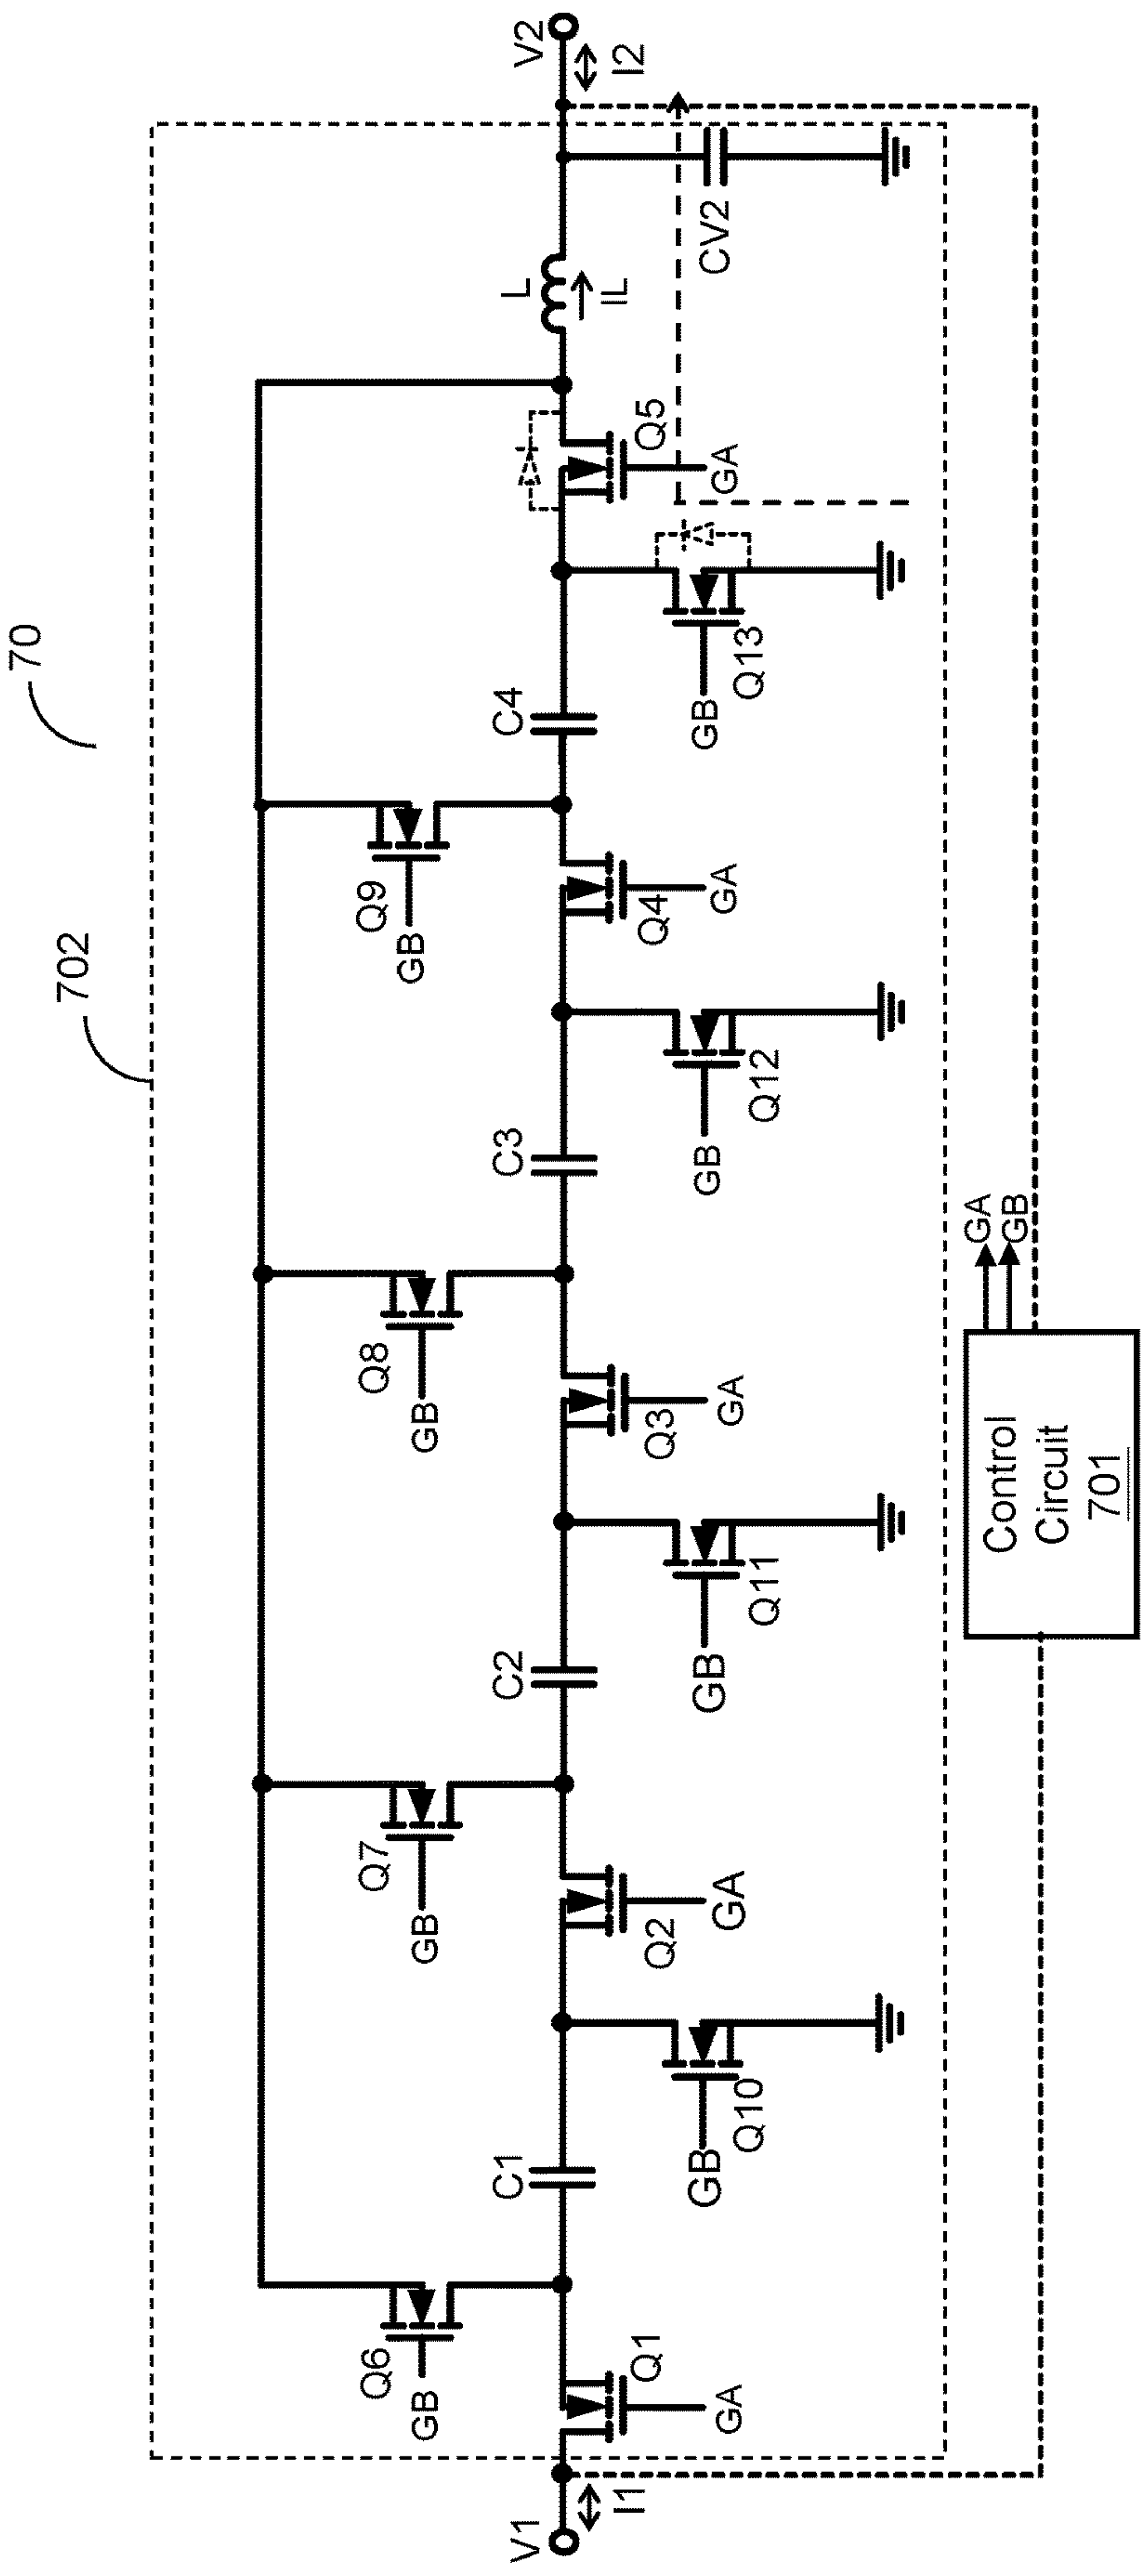 70
702
Q6
GB
Q7
GB
Q8
GB
Q9
GB
V1
I1
Q1
GA
C1
GB
Q10
Q2
GA
C2
GB
Q11
Q3
GA
C3
GB
Q12
Q4
GA
C4
GB
Q13
Q5
GA
L
IL
CV2
V2
I2
Control
Circuit
701
GA
GB